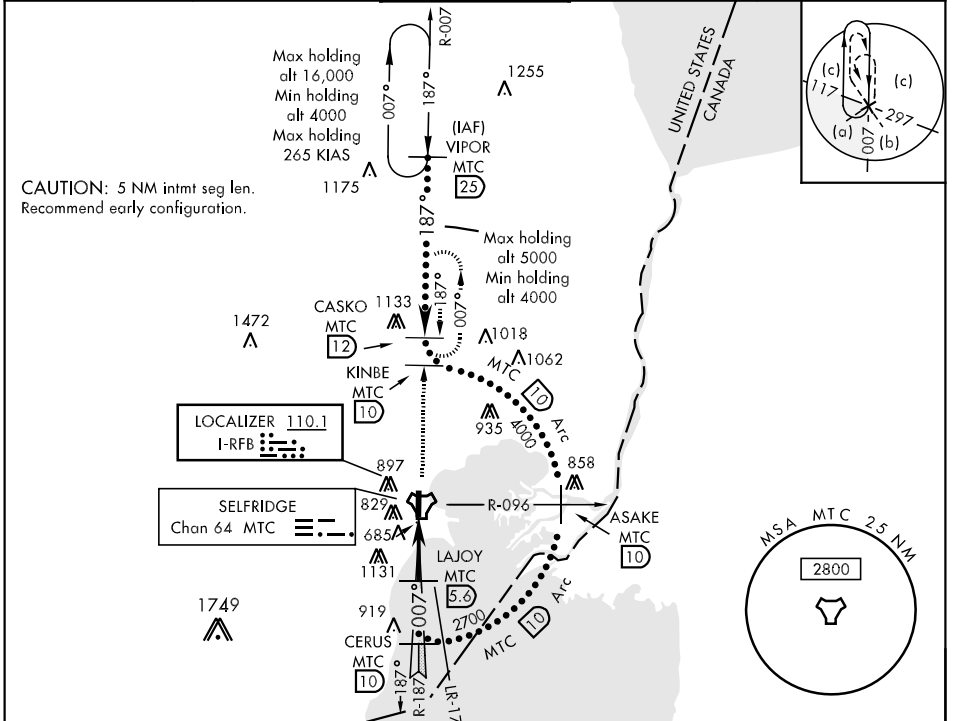 R-007
Max holding
alt 16,000
Min holding
alt 4000
Max holding
265 KIAS
007°
187°
1255
(IAF)
VIPOR
MTC
25
1175
UNITED STATES
CANADA
(c)
(c)
117
297
(a)
(b)
007
CAUTION: 5 NM intmt seg len.
Recommend early configuration.
187°
Max holding
alt 5000
Min holding
alt 4000
187°
007°
1472
CASKO
MTC
12
1133
1018
1062
KINBE
MTC
10
MTC 10 Arc
4000
935
LOCALIZER 110.1
I-RFB
897
858
SELFRIDGE
Chan 64 MTC
829
685
R-096
ASAKE
MTC
10
1131
LAJOY
MTC
5.6
1749
919
007°
2700
MTC 10 Arc
CERUS
MTC
10
187°
R-187
LR-17
MSA MTC 25 NM
2800